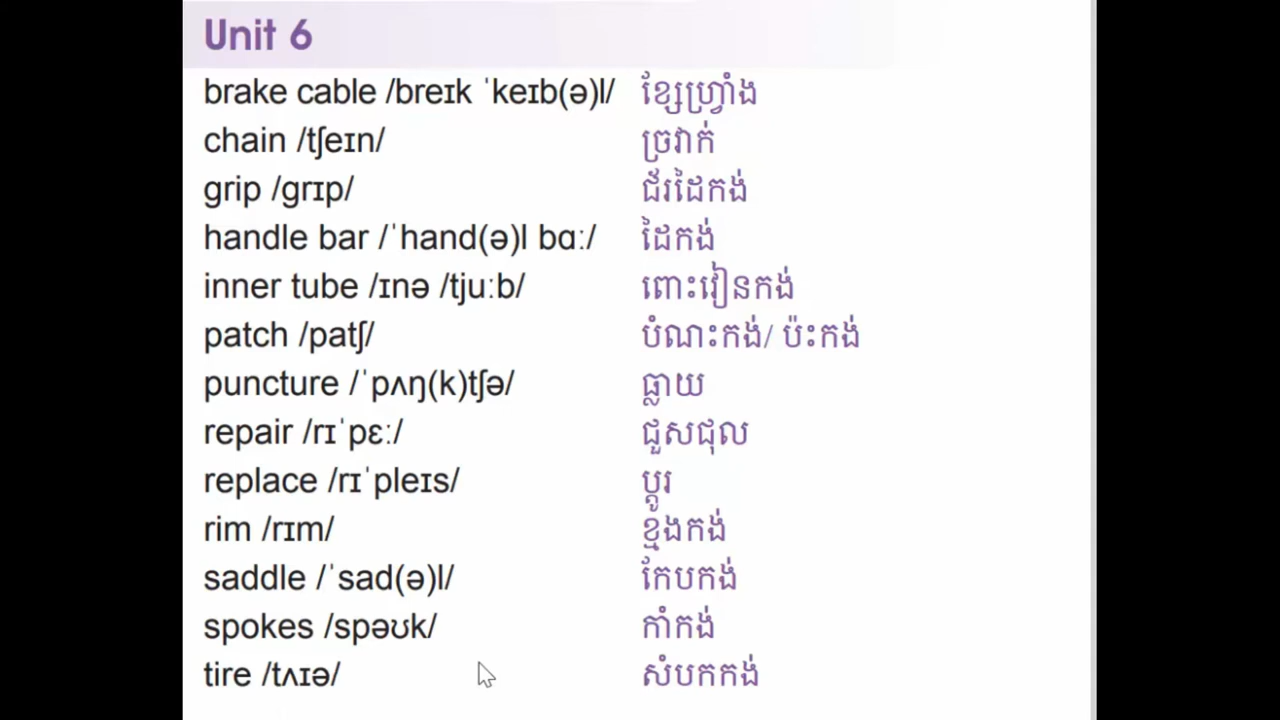 Unit 6
brake cable /breɪk ˈkeɪb(ə)l/ ខ្សែហ្វ្រាំង
chain /tʃeɪn/ ច្រវាក់
grip /grɪp/ ជ័រដៃកង់
handle bar /ˈhand(ə)l bɑː/ ដៃកង់
inner tube /ɪnə /tjuːb/ ពោះវៀនកង់
patch /patʃ/ បំណះកង់/ ប៉ះកង់
puncture /ˈpʌŋ(k)tʃə/ ធ្លាយ
repair /rɪˈpɛː/ ជួសជុល
replace /rɪˈpleɪs/ ប្តូរ
rim /rɪm/ ខ្មងកង់
saddle /ˈsad(ə)l/ កែបកង់
spokes /spəʊk/ កាំកង់
tire /tʌɪə/ សំបកកង់